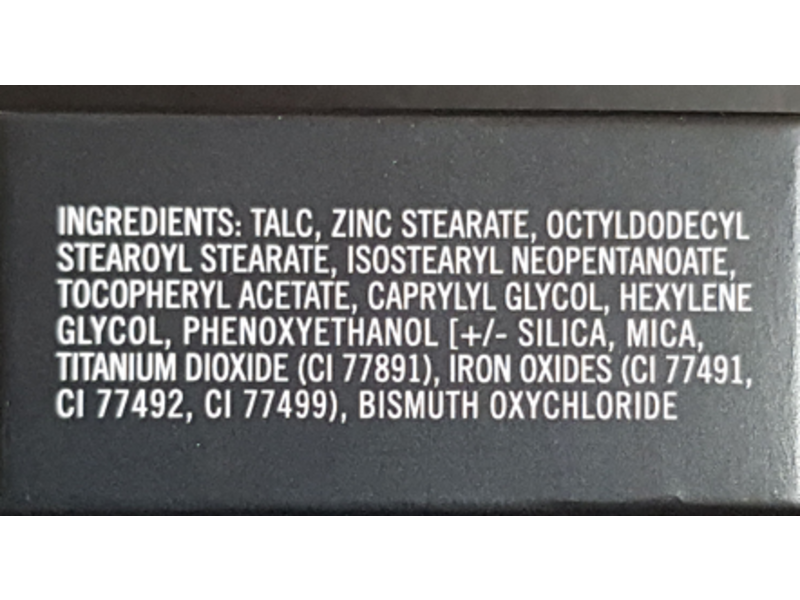 INGREDIENTS: TALC, ZINC STEARATE, OCTYLDODECYL
STEAROYL STEARATE, ISOSTEARYL NEOPENTANOATE,
TOCOPHERYL ACETATE, CAPRYLYL GLYCOL, HEXYLENE
GLYCOL, PHENOXYETHANOL [+/- SILICA, MICA,
TITANIUM DIOXIDE (CI 77891), IRON OXIDES (CI 77491,
CI 77492, CI 77499), BISMUTH OXYCHLORIDE